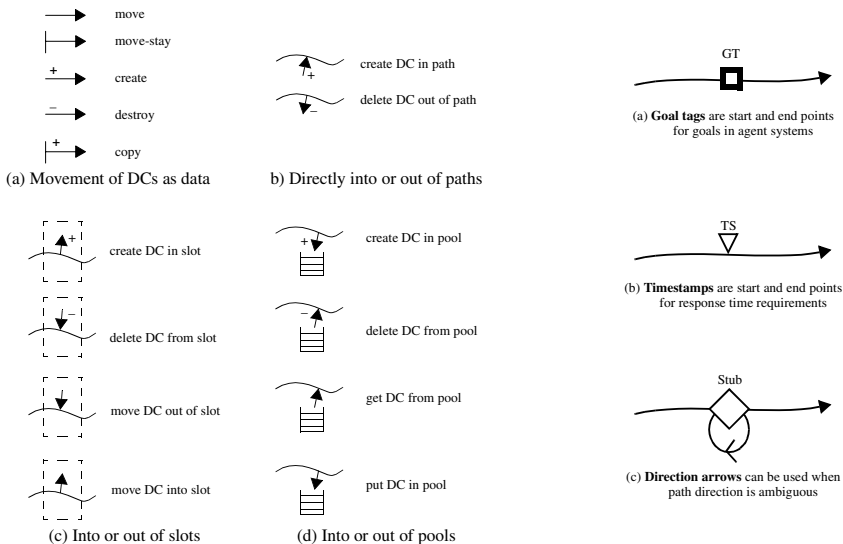 move
move-stay
+
create
–
destroy
+
copy
(a) Movement of DCs as data
create DC in path
+
delete DC out of path
–
b) Directly into or out of paths
+
create DC in slot
–
delete DC from slot
move DC out of slot
move DC into slot
(c) Into or out of slots
create DC in pool
+
–
delete DC from pool
get DC from pool
put DC in pool
(d) Into or out of pools
GT
(a) Goal tags are start and end points
for goals in agent systems
TS
(b) Timestamps are start and end points
for response time requirements
Stub
(c) Direction arrows can be used when
path direction is ambiguous